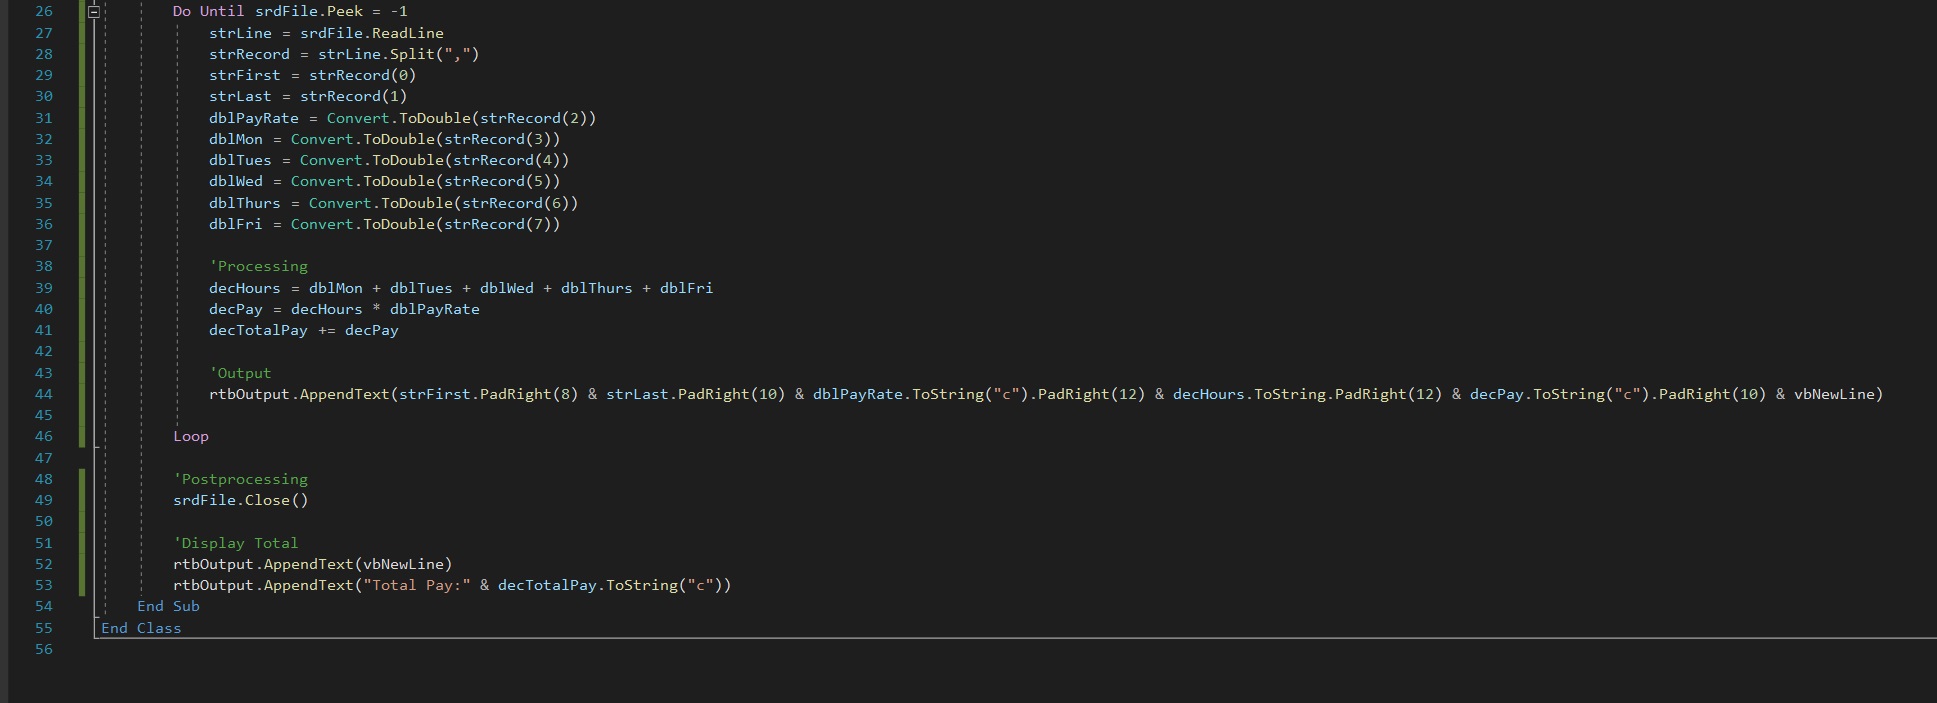 26 Do Until srdFile.Peek = -1
27 strLine = srdFile.ReadLine
28 strRecord = strLine.Split(",")
29 strFirst = strRecord(0)
30 strLast = strRecord(1)
31 dblPayRate = Convert.ToDouble(strRecord(2))
32 dblMon = Convert.ToDouble(strRecord(3))
33 dblTues = Convert.ToDouble(strRecord(4))
34 dblWed = Convert.ToDouble(strRecord(5))
35 dblThurs = Convert.ToDouble(strRecord(6))
36 dblFri = Convert.ToDouble(strRecord(7))
37
38 'Processing
39 decHours = dblMon + dblTues + dblWed + dblThurs + dblFri
40 decPay = decHours * dblPayRate
41 decTotalPay += decPay
42
43 'Output
44 rtbOutput.AppendText(strFirst.PadRight(8) & strLast.PadRight(10) & dblPayRate.ToString("c").PadRight(12) & decHours.ToString.PadRight(12) & decPay.ToString("c").PadRight(10) & vbNewLine)
45
46 Loop
47
48 'Postprocessing
49 srdFile.Close()
50
51 'Display Total
52 rtbOutput.AppendText(vbNewLine)
53 rtbOutput.AppendText("Total Pay:" & decTotalPay.ToString("c"))
54 End Sub
55 End Class
56